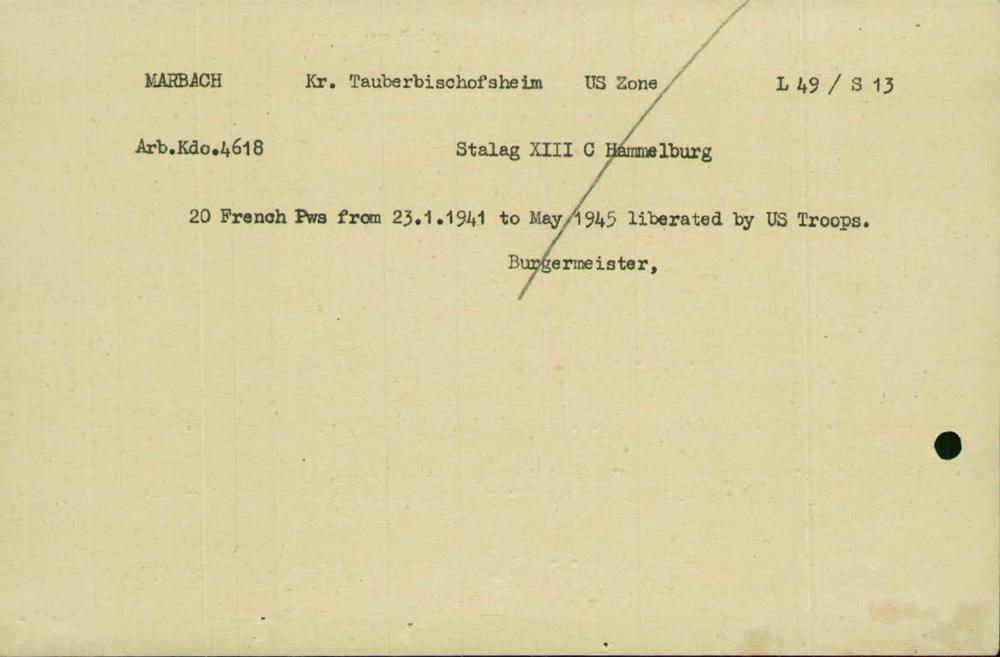 MARBACH Kr. Tauberbischofsheim US Zone L 49 / S 13
Arb.Kdo.4618 Stalag XIII C Hammelburg
20 French Pws from 23.1.1941 to May 1945 liberated by US Troops.
Burgermeister,